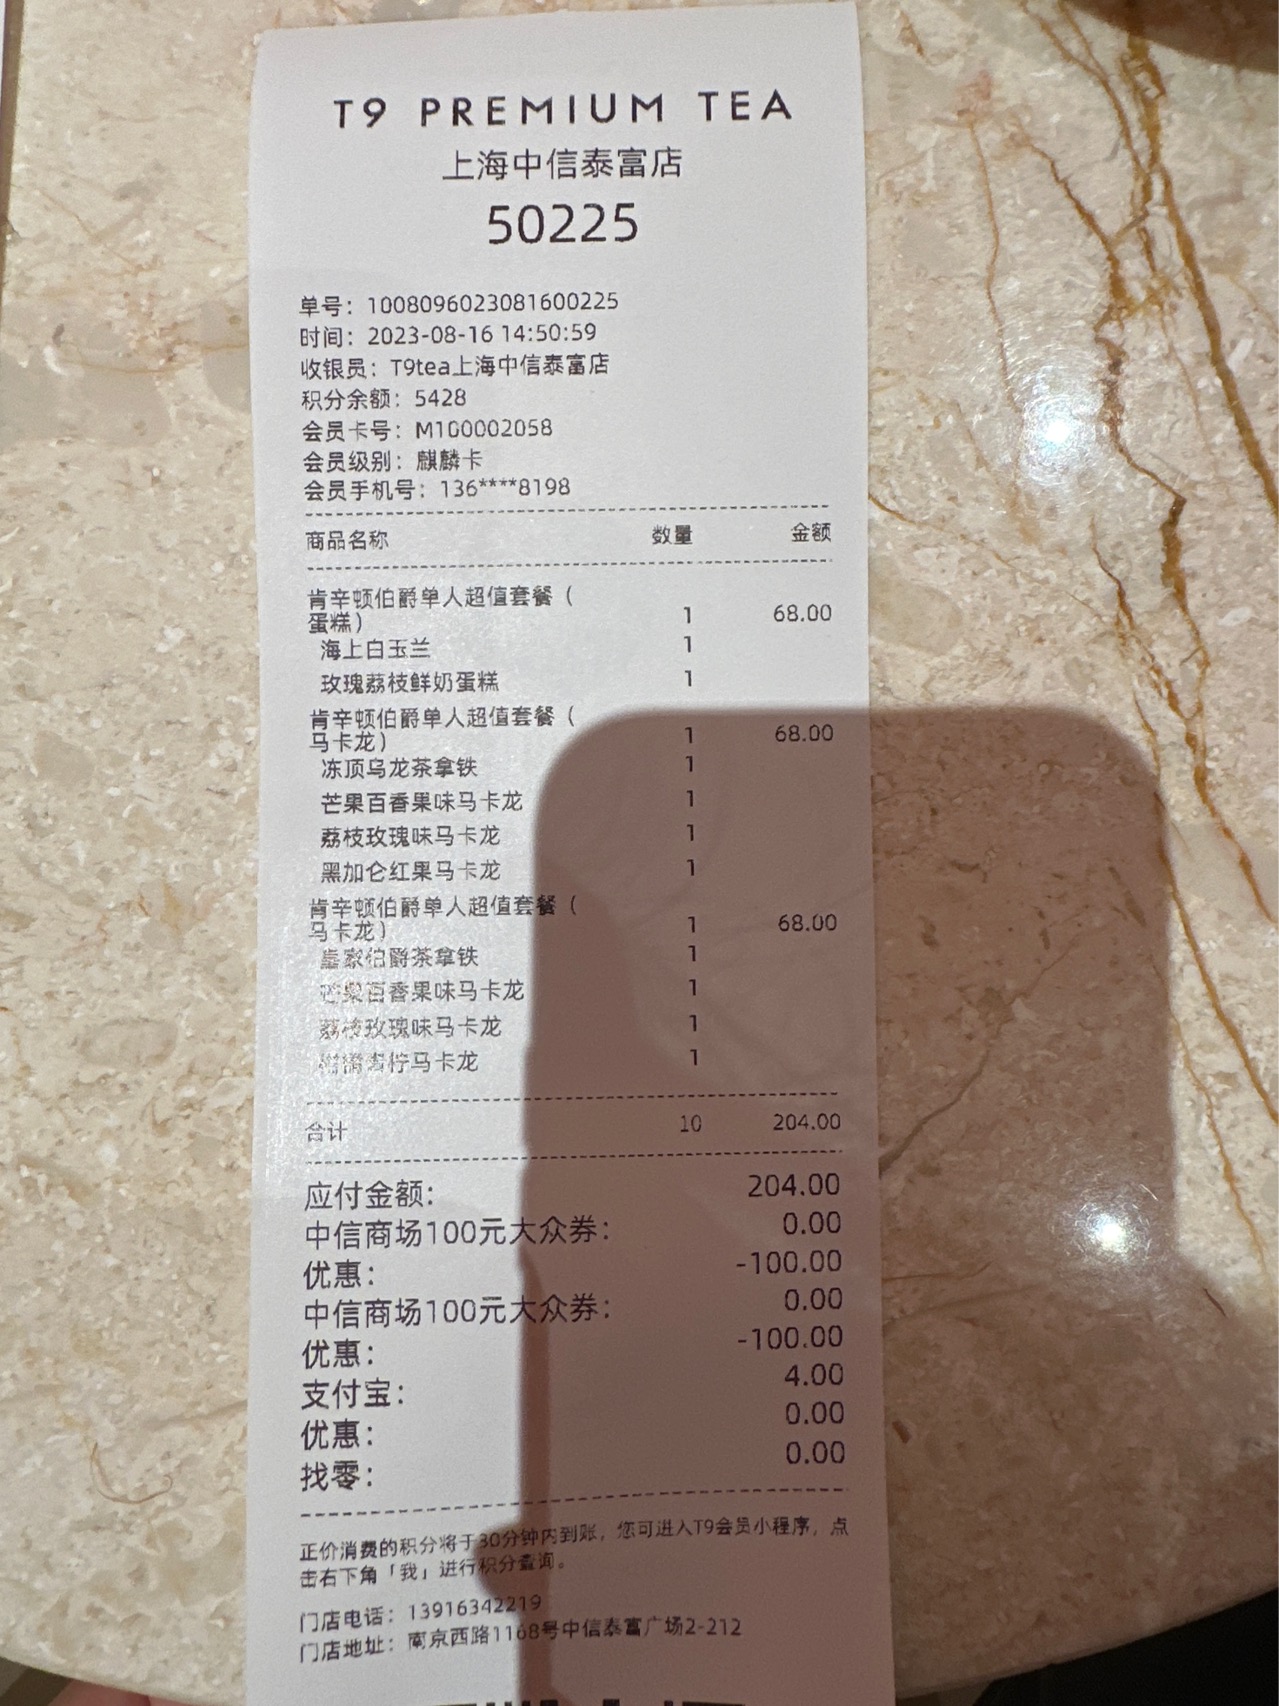 T9 PREMIUM TEA
上海中信泰富店
50225
单号：1008096023081600225
时间：2023-08-16 14:50:59
收银员：T9tea上海中信泰富店
积分余额：5428
会员卡号：M100002058
会员级别：麒麟卡
会员手机号：136****8198
商品名称 数量 金额
肯辛顿伯爵单人超值套餐（
蛋糕） 1 68.00
海上白玉兰 1
玫瑰荔枝鲜奶蛋糕 1
肯辛顿伯爵单人超值套餐（
马卡龙） 1 68.00
冻顶乌龙茶拿铁 1
芒果百香果味马卡龙 1
荔枝玫瑰味马卡龙 1
黑加仑红果马卡龙 1
肯辛顿伯爵单人超值套餐（
马卡龙） 1 68.00
伯爵茶拿铁 1
芒果百香果味马卡龙 1
荔枝玫瑰味马卡龙 1
马卡龙 1
合计 10 204.00
应付金额： 204.00
中信商场100元大众券： 0.00
优惠： -100.00
中信商场100元大众券： 0.00
优惠： -100.00
支付宝： 4.00
优惠： 0.00
找零： 0.00
正价消费的积分将于30分钟内到账，您可进入T9会员小程序，点
击右下角「我」进行积分查询。
门店电话：13916342219
门店地址：南京西路1168号中信泰富广场2-212